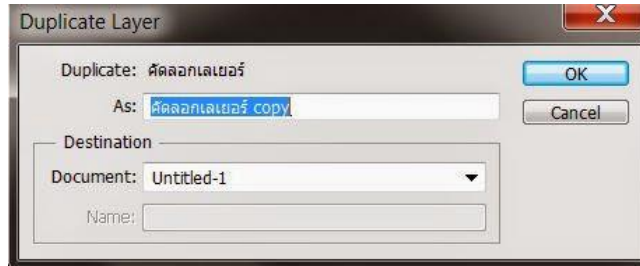 Duplicate Layer
Duplicate: คัดลอกเลเยอร์
OK
As: คัดลอกเลเยอร์ copy
Cancel
Destination
Document: Untitled-1
Name: